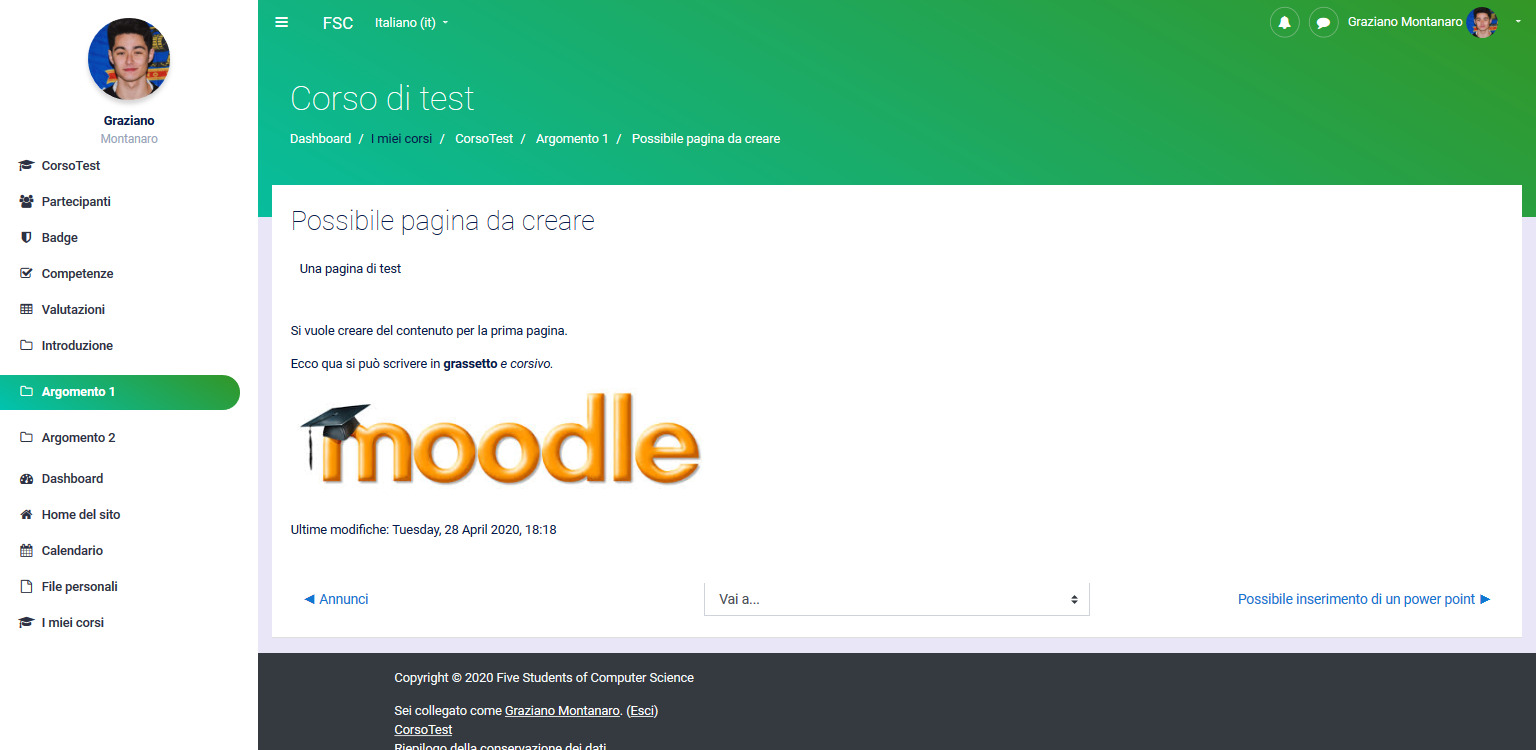 Graziano
Montanaro
CorsoTest
Partecipanti
Badge
Competenze
Valutazioni
Introduzione
Argomento 1
Argomento 2
Dashboard
Home del sito
Calendario
File personali
I miei corsi
FSC Italiano (it)
Graziano Montanaro
Corso di test
Dashboard / I miei corsi / CorsoTest / Argomento 1 / Possibile pagina da creare
Possibile pagina da creare
Una pagina di test
Si vuole creare del contenuto per la prima pagina.
Ecco qua si può scrivere in grassetto e corsivo.
moodle
Ultime modifiche: Tuesday, 28 April 2020, 18:18
◀ Annunci
Vai a...
Possibile inserimento di un power point ▶
Copyright © 2020 Five Students of Computer Science
Sei collegato come Graziano Montanaro. (Esci)
CorsoTest
Riepilogo della conservazione dei dati